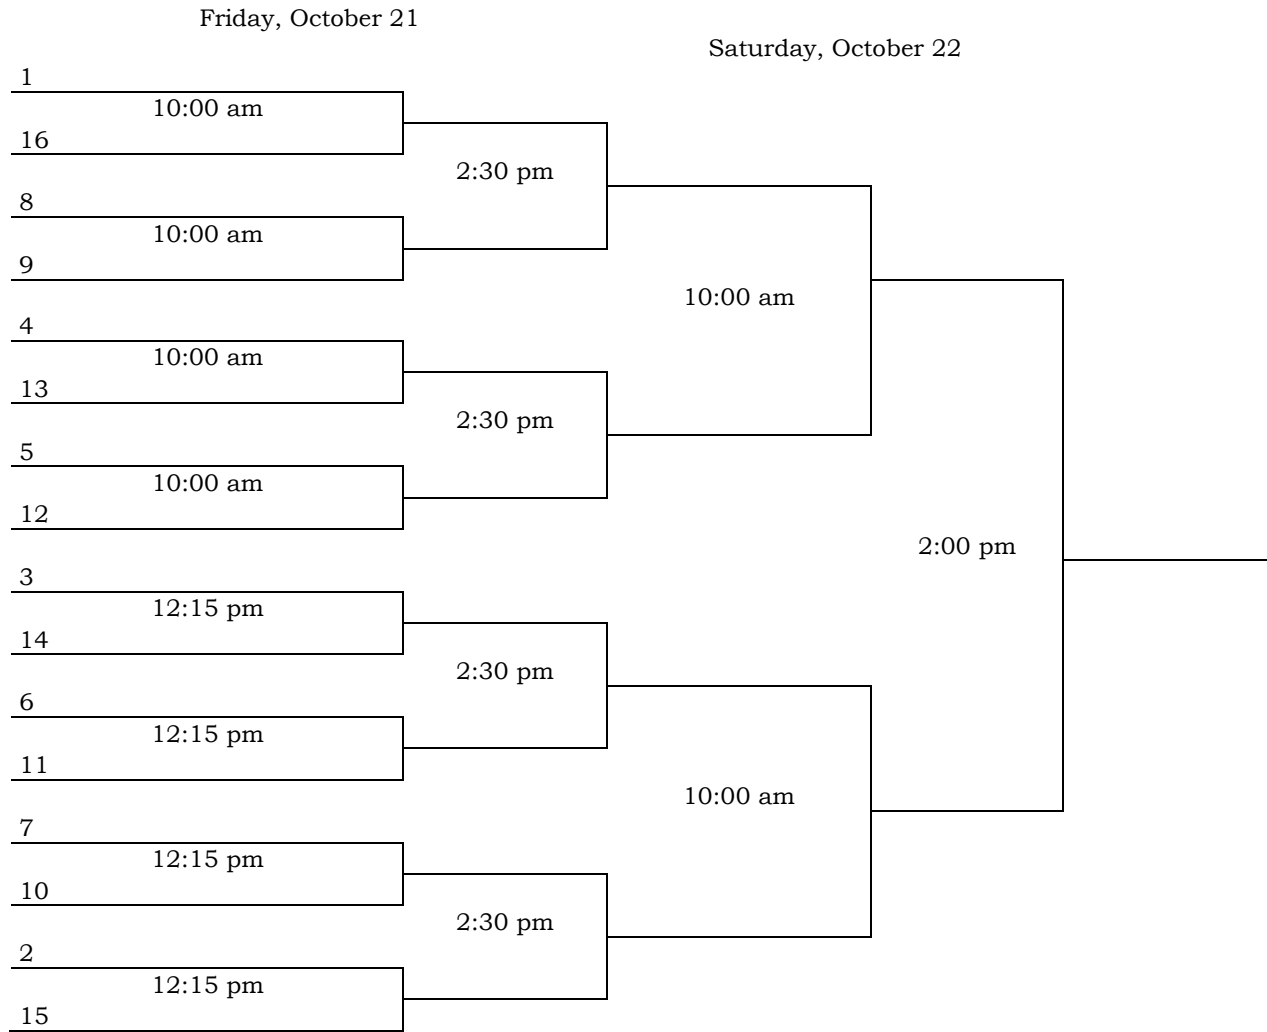 Friday, October 21
Saturday, October 22
1
10:00 am
16
2:30 pm
8
10:00 am
9
10:00 am
4
10:00 am
13
2:30 pm
5
10:00 am
12
2:00 pm
3
12:15 pm
14
2:30 pm
6
12:15 pm
11
10:00 am
7
12:15 pm
10
2:30 pm
2
12:15 pm
15